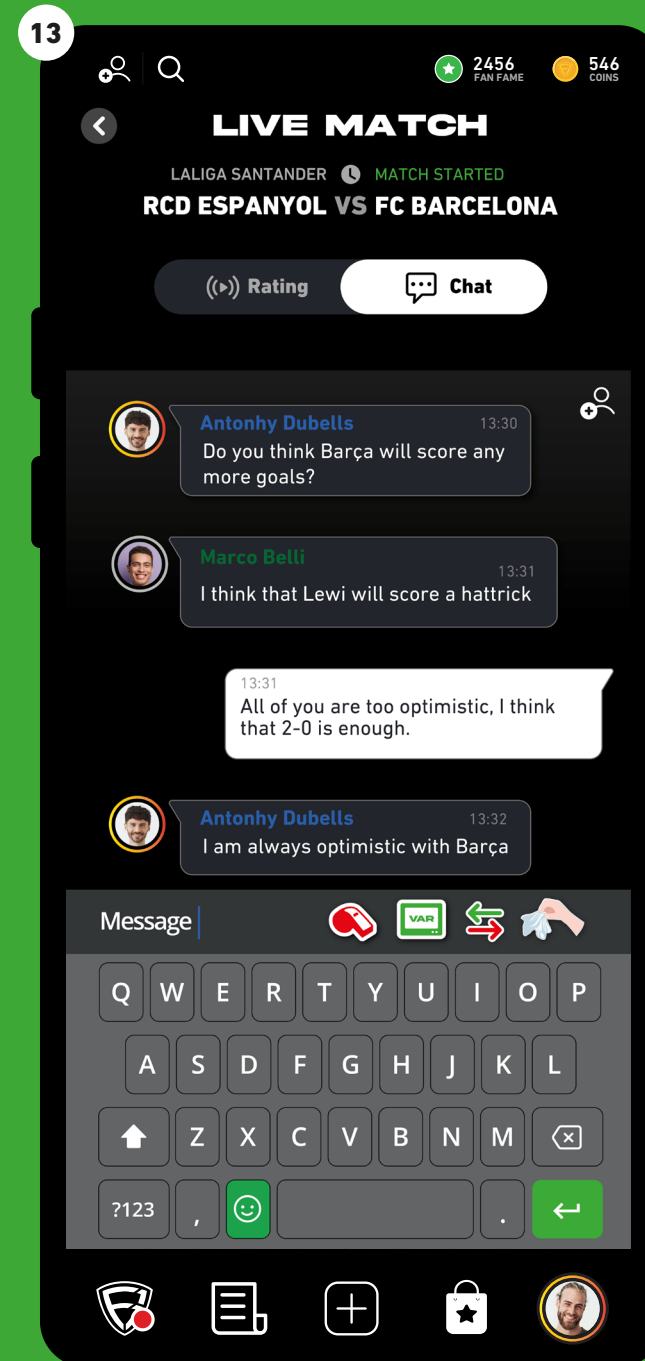 13
2456
FAN FAME
546
COINS
LIVE MATCH
LALIGA SANTANDER MATCH STARTED
RCD ESPANYOL VS FC BARCELONA
Rating
Chat
Antonhy Dubells 13:30
Do you think Barça will score any
more goals?
Marco Belli
13:31
I think that Lewi will score a hattrick
13:31
All of you are too optimistic, I think
that 2-0 is enough.
Antonhy Dubells 13:32
I am always optimistic with Barça
Message
VAR
Q W E R T Y U I O P
A S D F G H J K L
Z X C V B N M
?123 , .